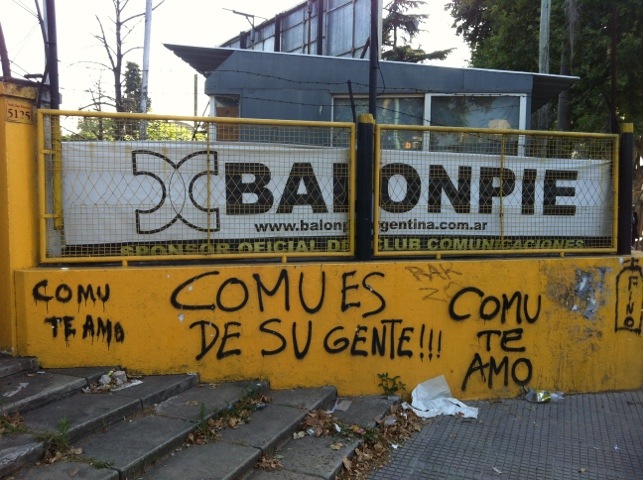 5125
BALONPIE
www.balonpieargentina.com.ar
SPONSOR OFICIAL DEL CLUB COMUNICACIONES
COMU
TE AMO
COMU ES
DE SU GENTE!!!
RAK
COMU
TE
AMO
FINO